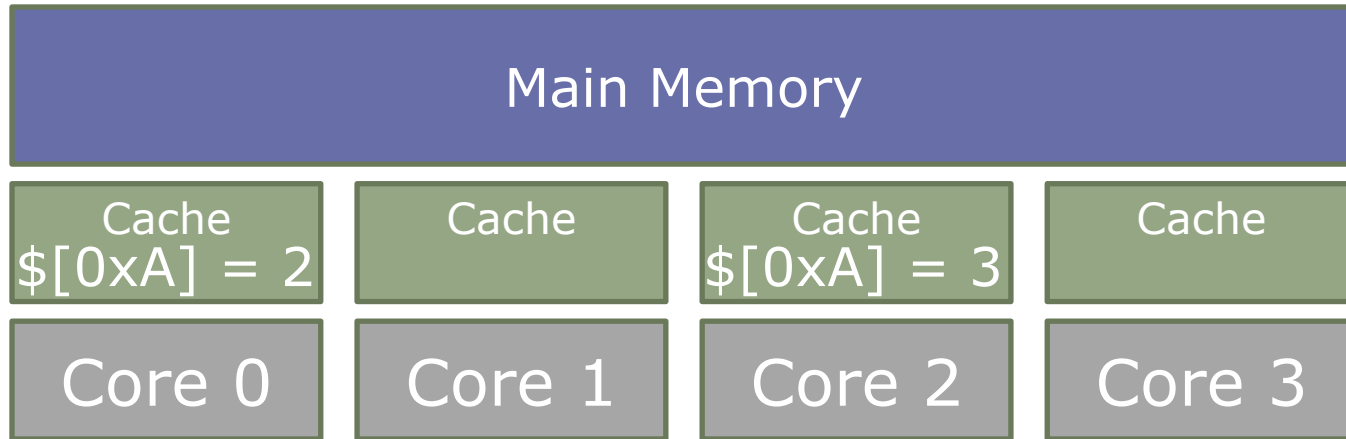 Main Memory
Cache
$[0xA] = 2
Cache
Cache
$[0xA] = 3
Cache
Core 0
Core 1
Core 2
Core 3